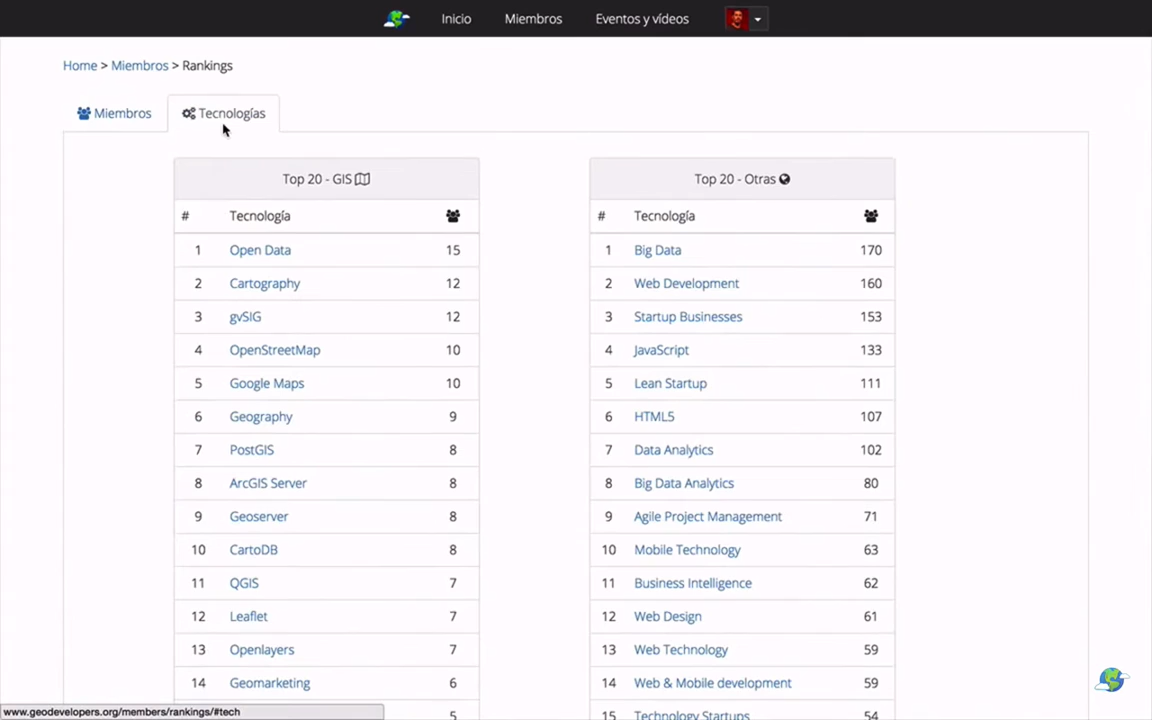 Inicio Miembros Eventos y vídeos
Home > Miembros > Rankings
Miembros Tecnologías
Top 20 - GIS
# Tecnología
1 Open Data 15
2 Cartography 12
3 gvSIG 12
4 OpenStreetMap 10
5 Google Maps 10
6 Geography 9
7 PostGIS 8
8 ArcGIS Server 8
9 Geoserver 8
10 CartoDB 8
11 QGIS 7
12 Leaflet 7
13 Openlayers 7
14 Geomarketing 6
5
Top 20 - Otras
# Tecnología
1 Big Data 170
2 Web Development 160
3 Startup Businesses 153
4 JavaScript 133
5 Lean Startup 111
6 HTML5 107
7 Data Analytics 102
8 Big Data Analytics 80
9 Agile Project Management 71
10 Mobile Technology 63
11 Business Intelligence 62
12 Web Design 61
13 Web Technology 59
14 Web & Mobile development 59
15 Technology Startups 54
www.geodevelopers.org/members/rankings/#tech